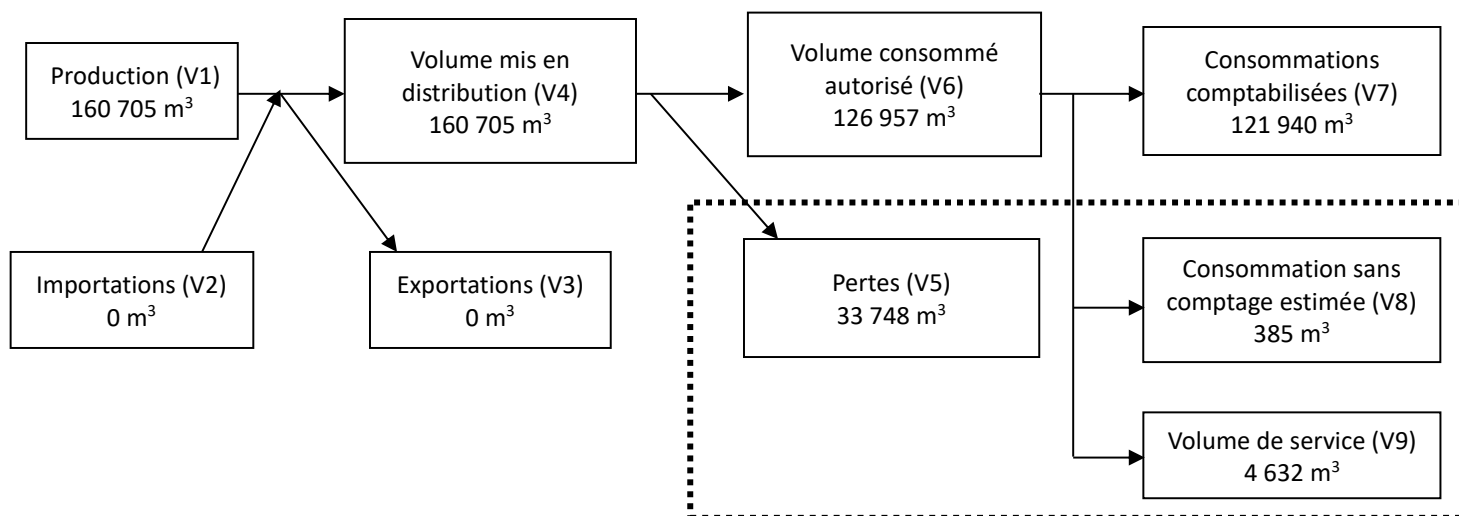 Production (V1)
160 705 m³
Volume mis en
distribution (V4)
160 705 m³
Volume consommé
autorisé (V6)
126 957 m³
Consommations
comptabilisées (V7)
121 940 m³
Importations (V2)
0 m³
Exportations (V3)
0 m³
Pertes (V5)
33 748 m³
Consommation sans
comptage estimée (V8)
385 m³
Volume de service (V9)
4 632 m³